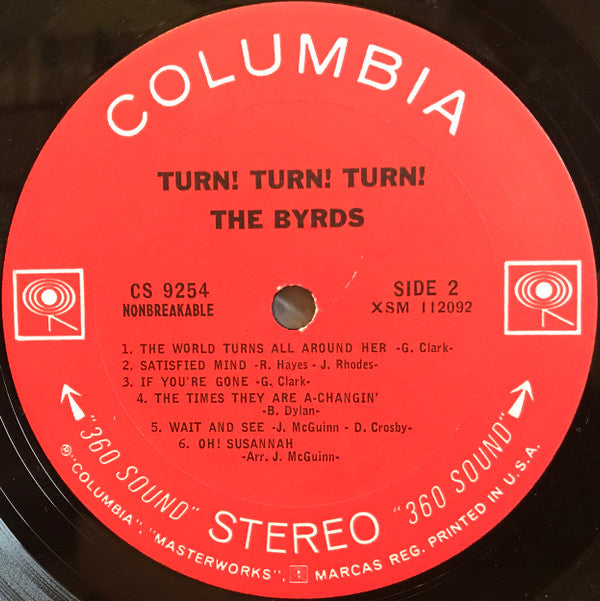 COLUMBIA
TURN! TURN! TURN!
THE BYRDS
CS 9254
NONBREAKABLE
SIDE 2
XSM 112092
1. THE WORLD TURNS ALL AROUND HER -G. Clark-
2. SATISFIED MIND -R. Hayes - J. Rhodes-
3. IF YOU'RE GONE -G. Clark-
4. THE TIMES THEY ARE A-CHANGIN'
-B. Dylan-
5. WAIT AND SEE -J. McGuinn - D. Crosby-
6. OH! SUSANNAH
-Arr. J. McGuinn-
"360 SOUND" STEREO "360 SOUND"
℗"COLUMBIA", "MASTERWORKS", MARCAS REG. PRINTED IN U.S.A.